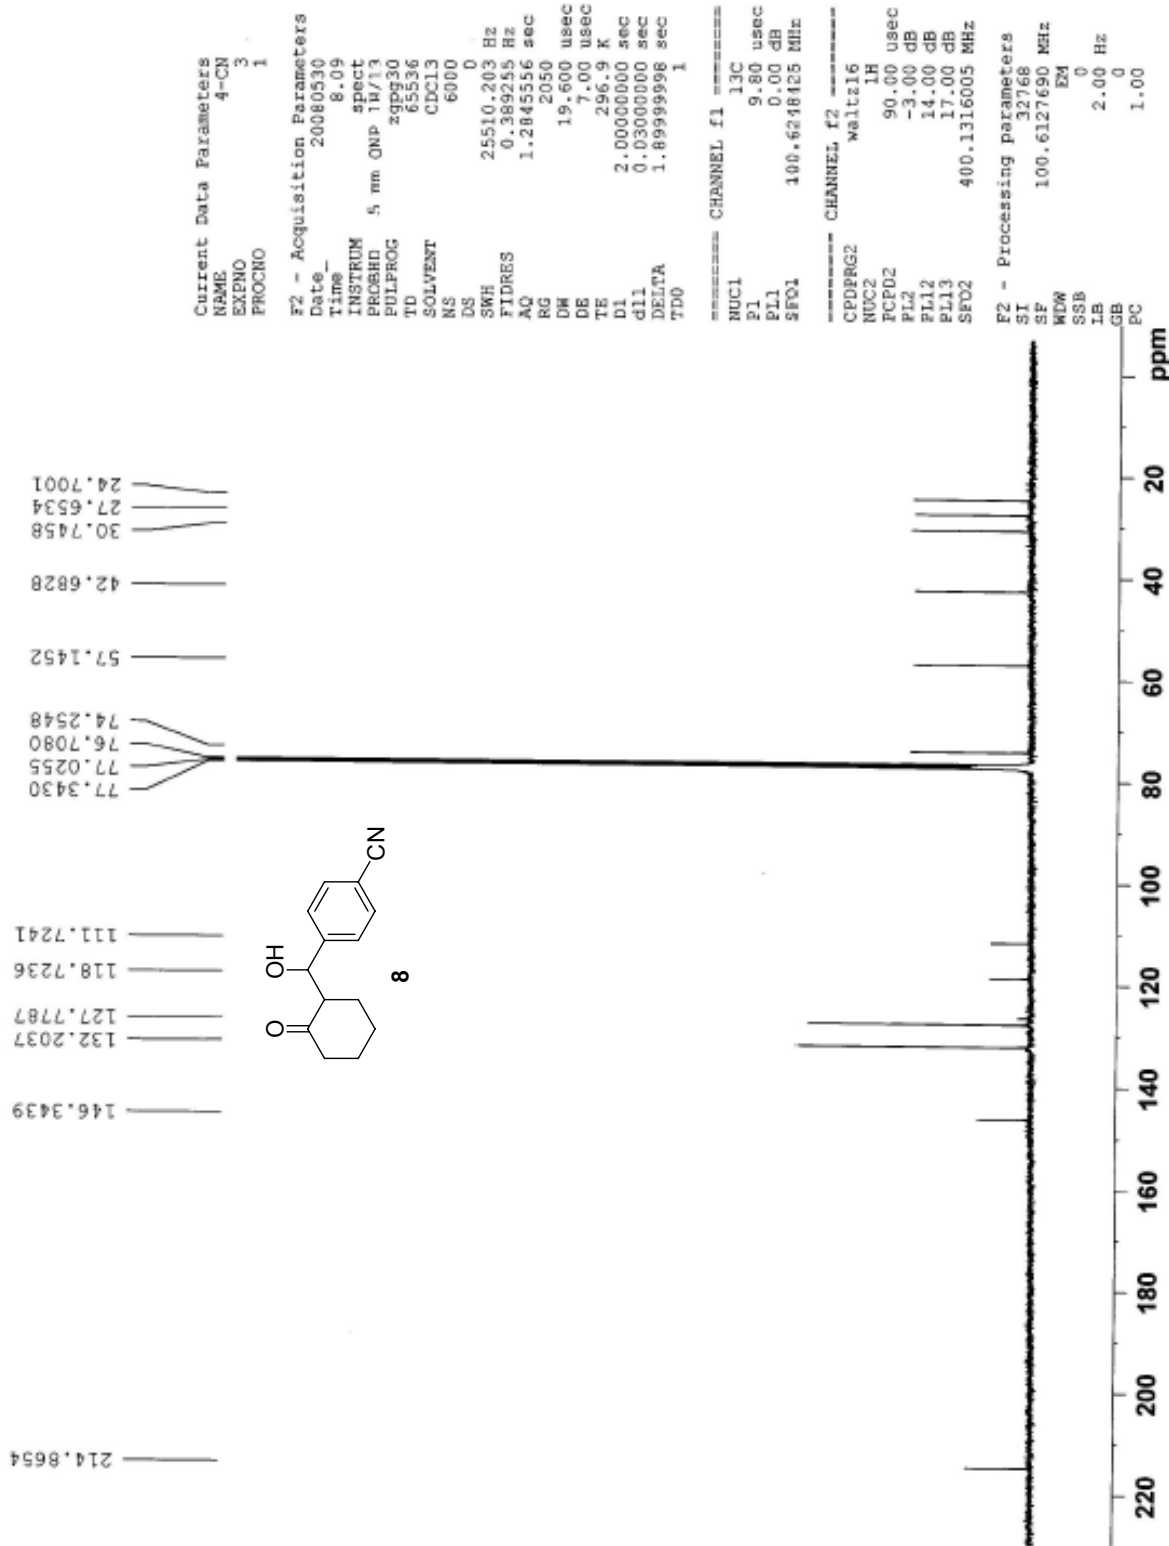 Current Data Parameters
NAME 4-CN
EXPNO 3
PROCNO 1
F2 - Acquisition Parameters
Date_ 20080530
Time 8.09
INSTRUM spect
PROBHD 5 mm QNP 1H/13
PULPROG zgpg30
TD 65536
SOLVENT CDCl3
NS 6000
DS 0
SWH 25510.203 Hz
FIDRES 0.389255 Hz
AQ 1.2845556 sec
RG 2050
DW 19.600 usec
DE 7.00 usec
TE 296.9 K
D1 2.00000000 sec
d11 0.03000000 sec
DELTA 1.89999998 sec
TD0 1
======== CHANNEL f1 ========
NUC1 13C
P1 9.80 usec
PL1 0.00 dB
SFO1 100.6248425 MHz
======== CHANNEL f2 ========
CPDPRG2 waltz16
NUC2 1H
PCPD2 90.00 usec
PL2 -3.00 dB
PL12 14.00 dB
PL13 17.00 dB
SFO2 400.1316005 MHz
F2 - Processing parameters
SI 32768
SF 100.6127690 MHz
WDW EM
SSB 0
LB 2.00 Hz
GB 0
PC 1.00
214.8654
146.3439
132.2037
127.7787
118.7236
111.7241
77.3430
77.0255
76.7080
74.2548
57.1452
42.6828
30.7458
27.6534
24.7001
O
OH
CN
8
220 200 180 160 140 120 100 80 60 40 20 ppm